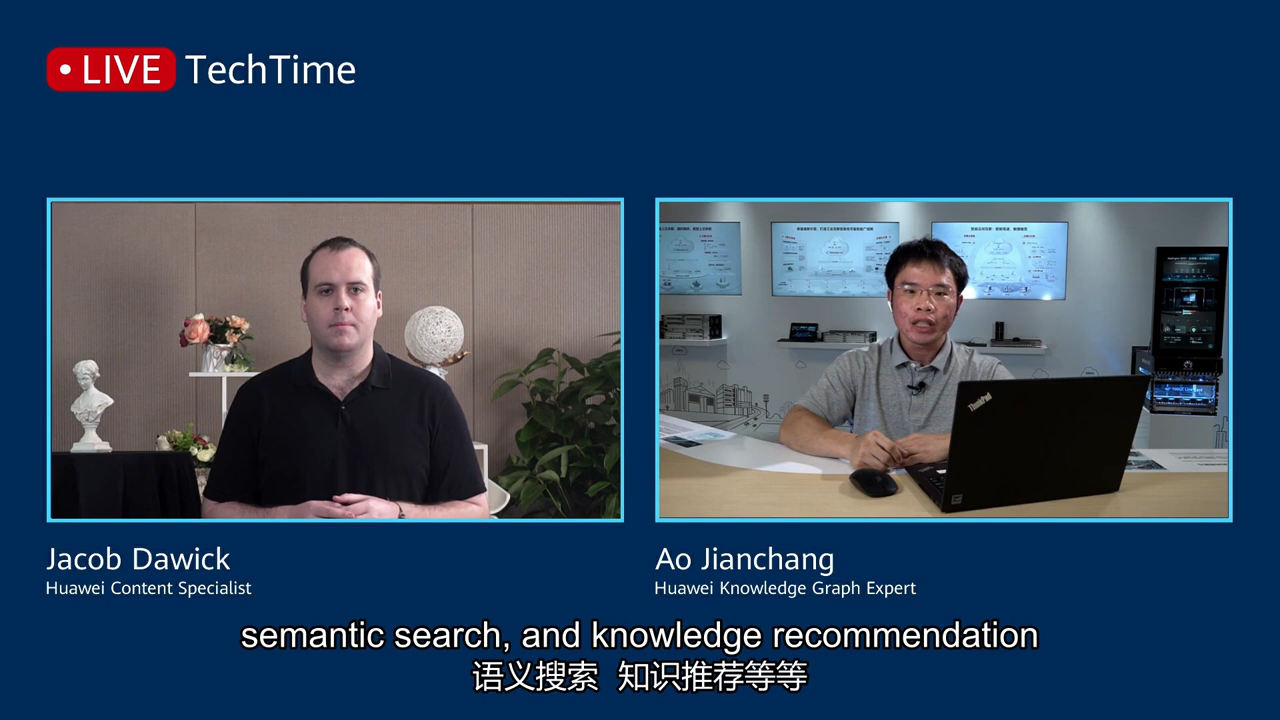 LIVE TechTime
ThinkPad
Jacob Dawick
Huawei Content Specialist
Ao Jianchang
Huawei Knowledge Graph Expert
semantic search, and knowledge recommendation
语义搜索 知识推荐等等